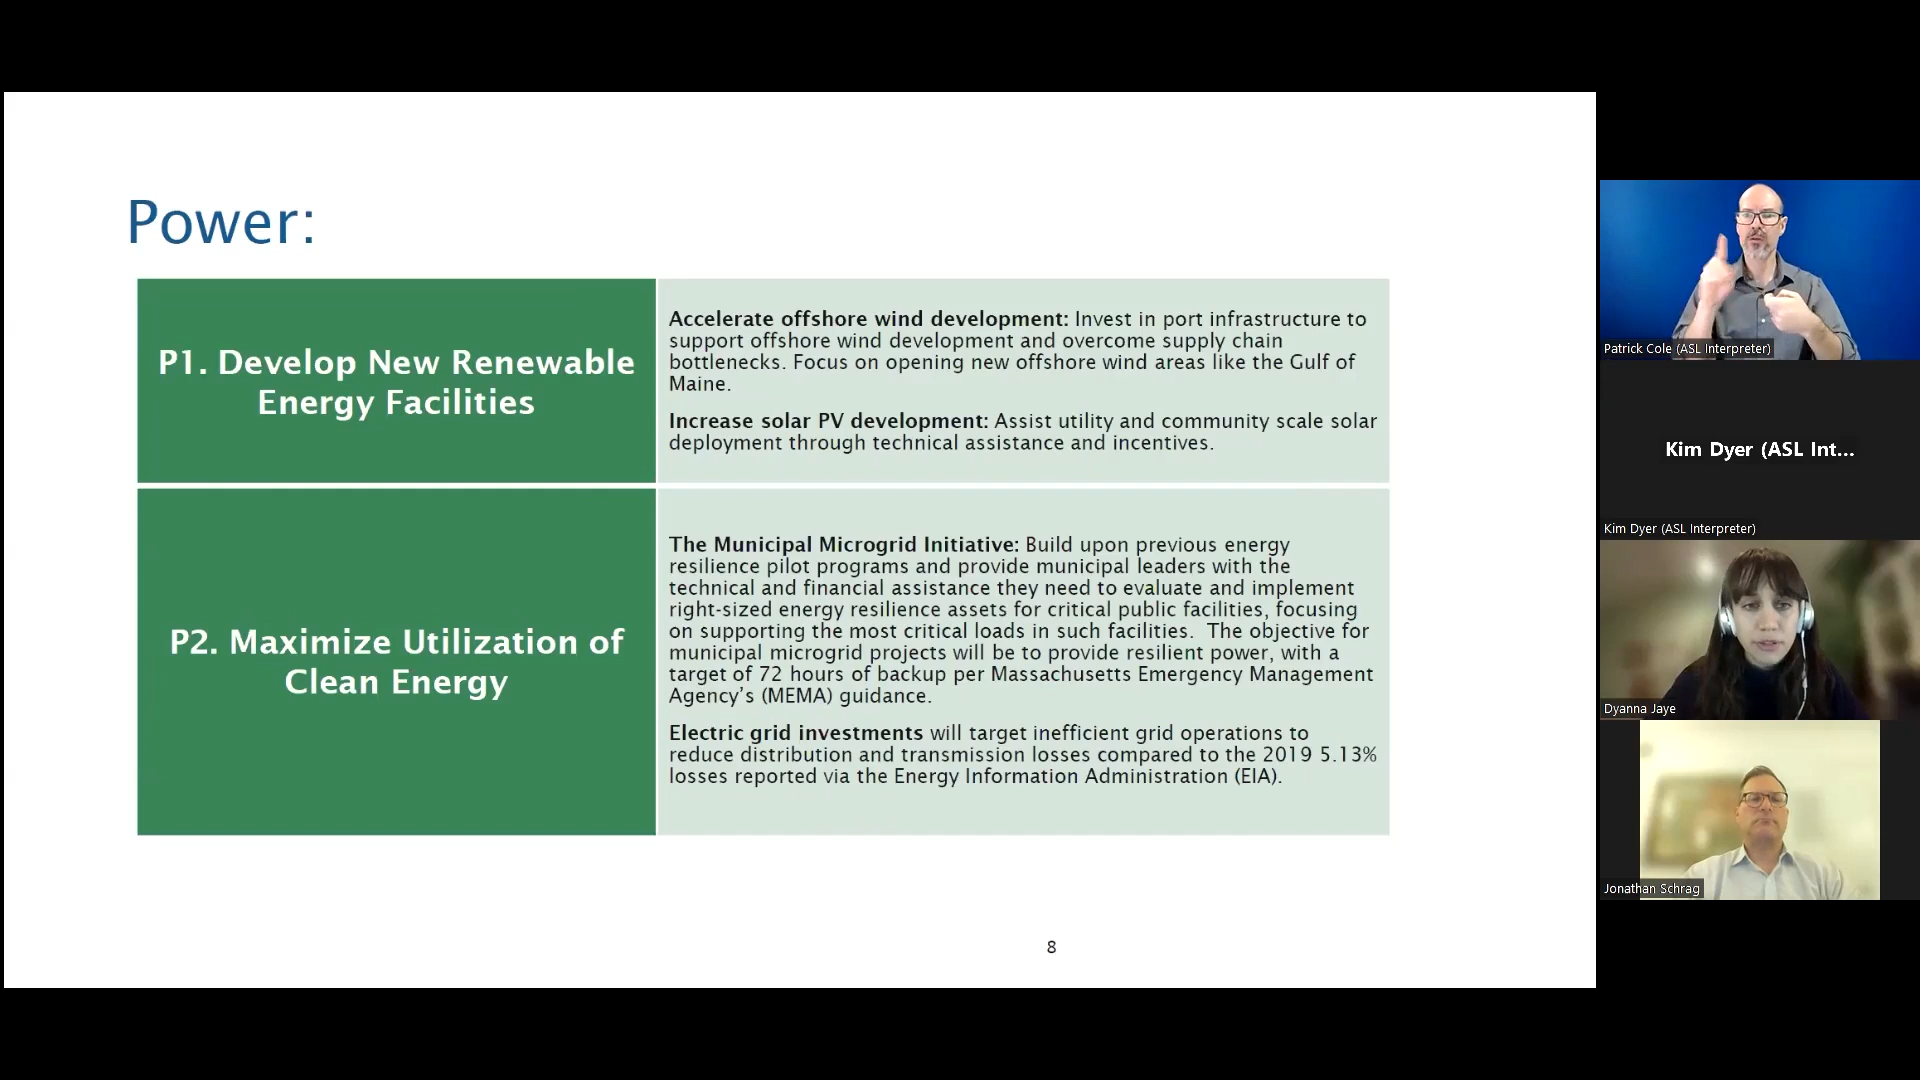 Power:
P1. Develop New Renewable
Energy Facilities
Accelerate offshore wind development: Invest in port infrastructure to
support offshore wind development and overcome supply chain
bottlenecks. Focus on opening new offshore wind areas like the Gulf of
Maine.
Increase solar PV development: Assist utility and community scale solar
deployment through technical assistance and incentives.
P2. Maximize Utilization of
Clean Energy
The Municipal Microgrid Initiative: Build upon previous energy
resilience pilot programs and provide municipal leaders with the
technical and financial assistance they need to evaluate and implement
right-sized energy resilience assets for critical public facilities, focusing
on supporting the most critical loads in such facilities.  The objective for
municipal microgrid projects will be to provide resilient power, with a
target of 72 hours of backup per Massachusetts Emergency Management
Agency’s (MEMA) guidance.
Electric grid investments will target inefficient grid operations to
reduce distribution and transmission losses compared to the 2019 5.13%
losses reported via the Energy Information Administration (EIA).
8
Patrick Cole (ASL Interpreter)
Kim Dyer (ASL Int...
Kim Dyer (ASL Interpreter)
Dyanna Jaye
Jonathan Schrag